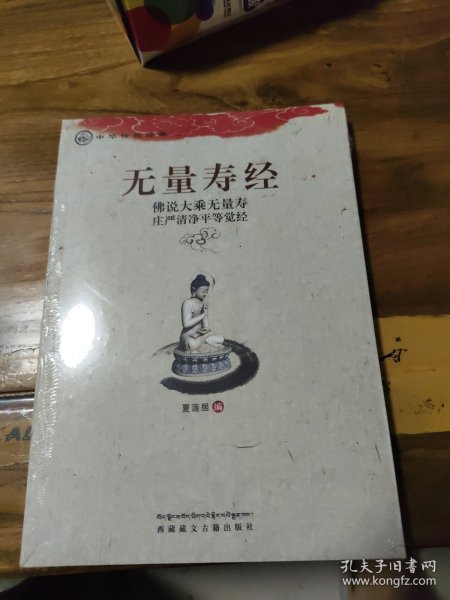 无量寿经
佛说大乘无量寿
庄严清净平等觉经
夏莲居 编
西藏藏文古籍出版社
孔夫子旧书网
www.kongfz.com